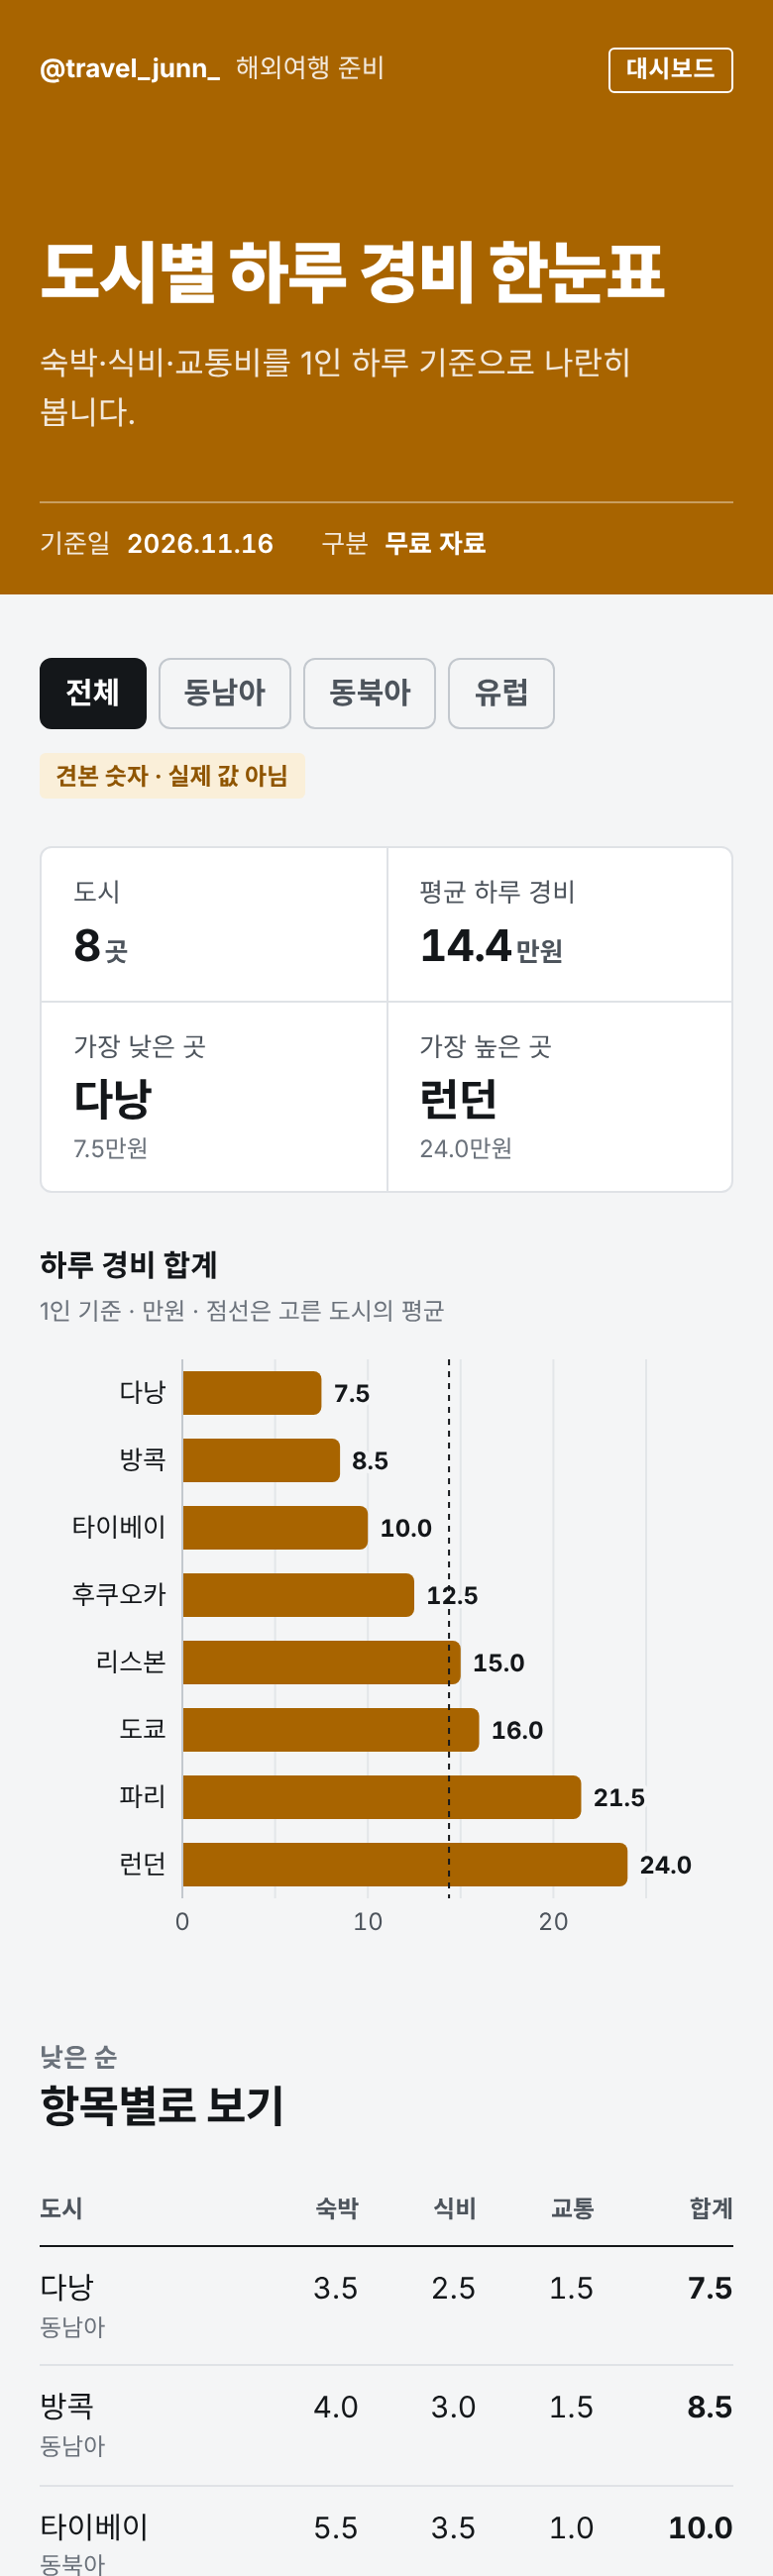 @travel_junn_ 해외여행 준비
대시보드
도시별 하루 경비 한눈표
숙박·식비·교통비를 1인 하루 기준으로 나란히
봅니다.
기준일 2026.11.16 구분 무료 자료
전체 동남아 동북아 유럽
견본 숫자 · 실제 값 아님
도시
8곳
평균 하루 경비
14.4만원
가장 낮은 곳
다낭
7.5만원
가장 높은 곳
런던
24.0만원
하루 경비 합계
1인 기준 · 만원 · 점선은 고른 도시의 평균
다낭 7.5
방콕 8.5
타이베이 10.0
후쿠오카 12.5
리스본 15.0
도쿄 16.0
파리 21.5
런던 24.0
0 10 20
낮은 순
항목별로 보기
도시 숙박 식비 교통 합계
다낭 3.5 2.5 1.5 7.5
동남아
방콕 4.0 3.0 1.5 8.5
동남아
타이베이 5.5 3.5 1.0 10.0
동북아